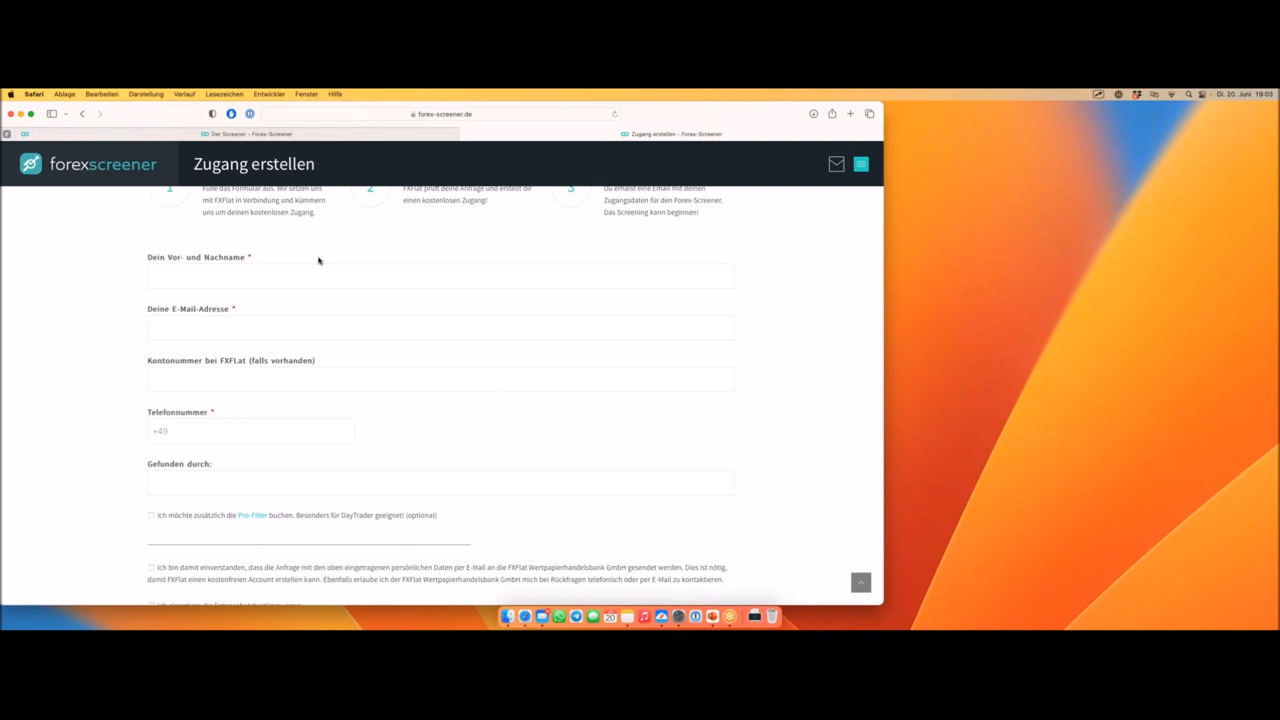 Safari Ablage Bearbeiten Darstellung Verlauf Lesezeichen Entwickler Fenster Hilfe Di. 20. Juni 19:03
forex-screener.de
Der Screener – Forex-Screener Zugang erstellen - Forex-Screener
forexscreener Zugang erstellen
1 Fülle das Formular aus. Wir setzen uns 2 FXFlat prüft deine Anfrage und erstellt dir 3 Du erhälst eine Email mit deinen
mit FXFlat in Verbindung und kümmern einen kostenlosen Zugang! Zugangsdaten für den Forex-Screener.
uns um deinen kostenlosen Zugang. Das Screening kann beginnen!
Dein Vor- und Nachname *
Deine E-Mail-Adresse *
Kontonummer bei FXFLat (falls vorhanden)
Telefonnummer *
+49
Gefunden durch:
Ich möchte zusätzlich die Pro-Filter buchen. Besonders für DayTrader geeignet! (optional)
Ich bin damit einverstanden, dass die Anfrage mit den oben eingetragenen persönlichen Daten per E-Mail an die FXFlat Wertpapierhandelsbank GmbH gesendet werden. Dies ist nötig,
damit FXFlat einen kostenfreien Account erstellen kann. Ebenfalls erlaube ich der FXFlat Wertpapierhandelsbank GmbH mich bei Rückfragen telefonisch oder per E-Mail zu kontaktieren.
20